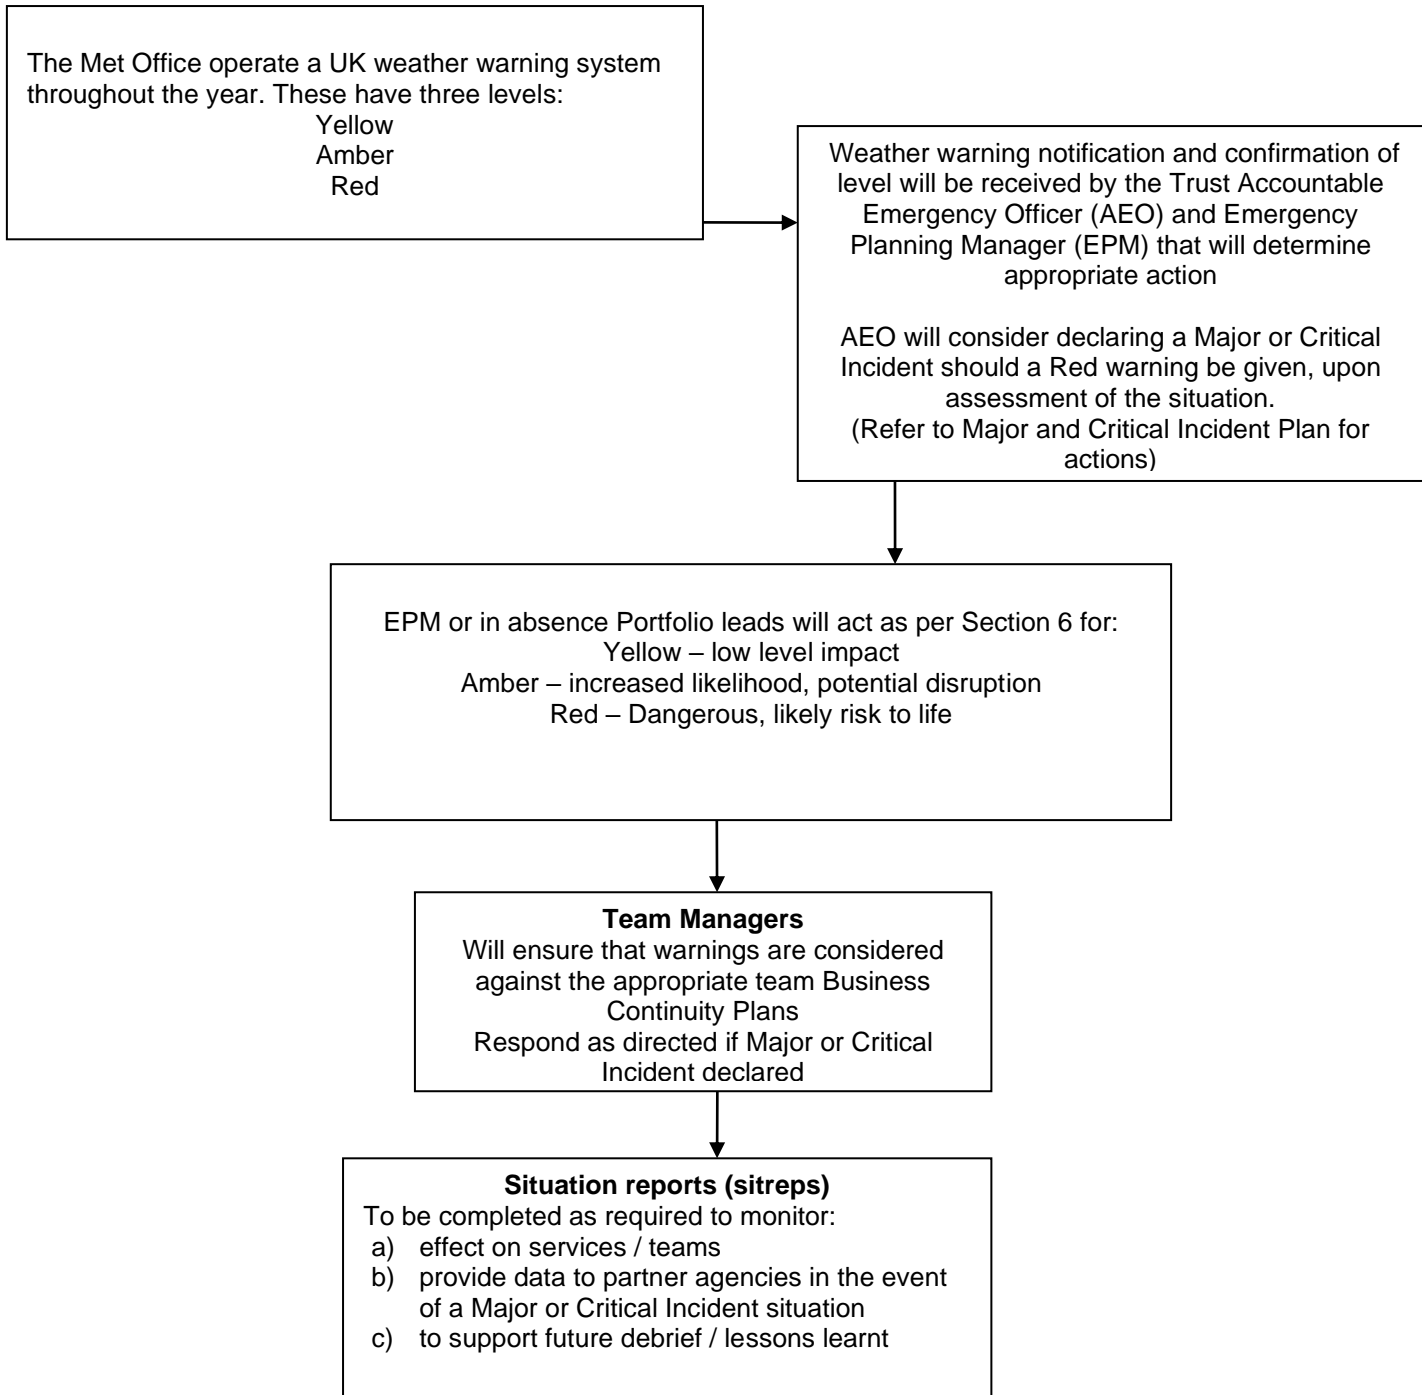 The Met Office operate a UK weather warning system
throughout the year. These have three levels:
Yellow
Amber
Red
Weather warning notification and confirmation of
level will be received by the Trust Accountable
Emergency Officer (AEO) and Emergency
Planning Manager (EPM) that will determine
appropriate action
AEO will consider declaring a Major or Critical
Incident should a Red warning be given, upon
assessment of the situation.
(Refer to Major and Critical Incident Plan for
actions)
EPM or in absence Portfolio leads will act as per Section 6 for:
Yellow – low level impact
Amber – increased likelihood, potential disruption
Red – Dangerous, likely risk to life
Team Managers
Will ensure that warnings are considered
against the appropriate team Business
Continuity Plans
Respond as directed if Major or Critical
Incident declared
Situation reports (sitreps)
To be completed as required to monitor:
a) effect on services / teams
b) provide data to partner agencies in the event
of a Major or Critical Incident situation
c) to support future debrief / lessons learnt